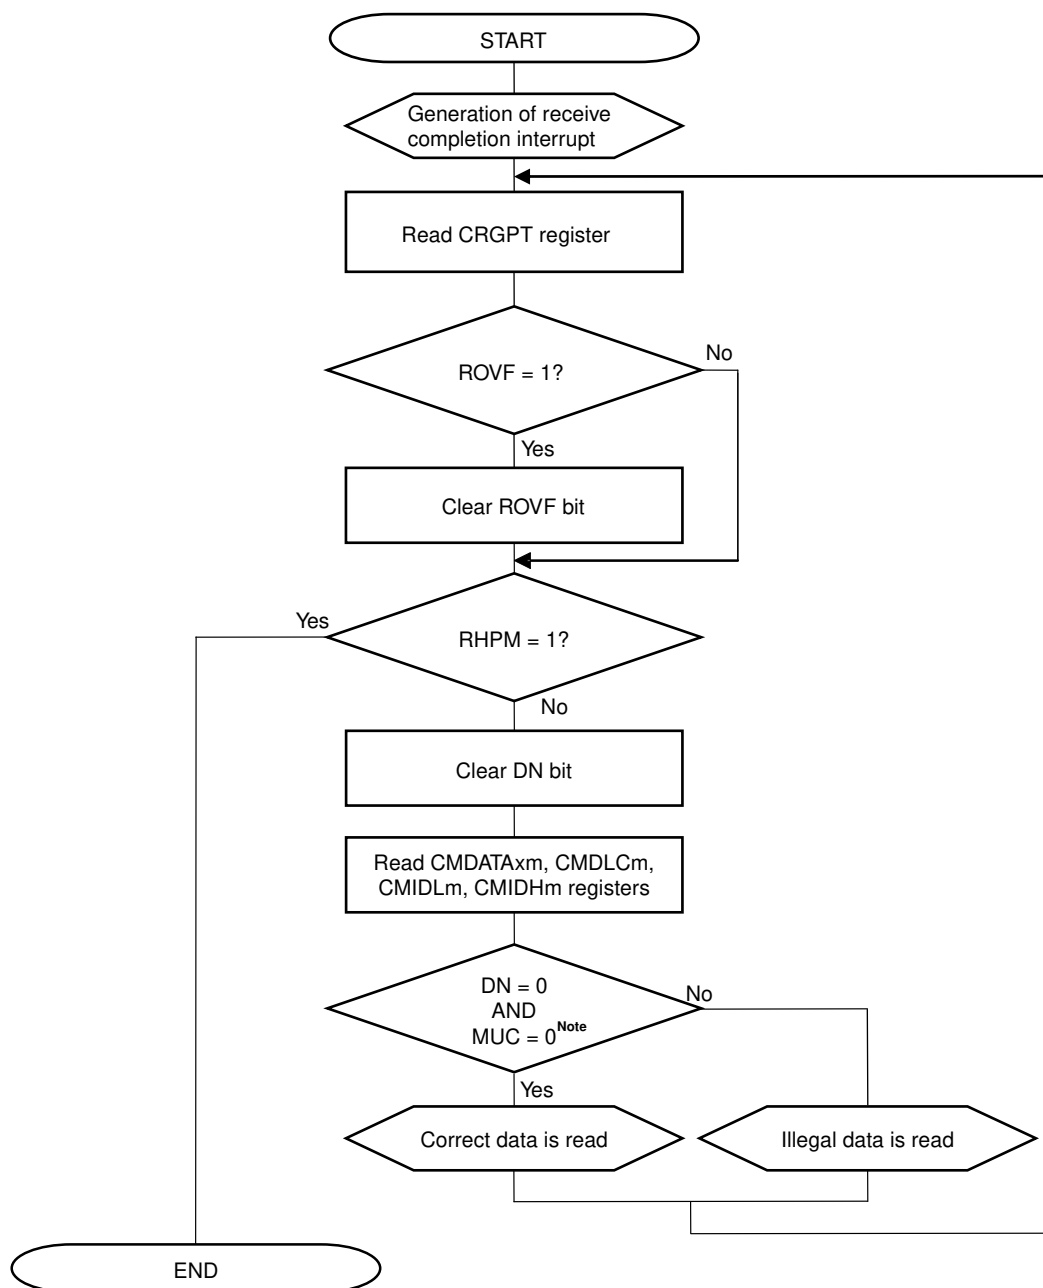 START
Generation of receive
completion interrupt
Read CRGPT register
No
ROVF = 1?
Yes
Clear ROVF bit
Yes
RHPM = 1?
No
Clear DN bit
Read CMDATAxm, CMDLCm,
CMIDLm, CMIDHm registers
DN = 0
AND
MUC = 0Note
No
Yes
Correct data is read
Illegal data is read
END